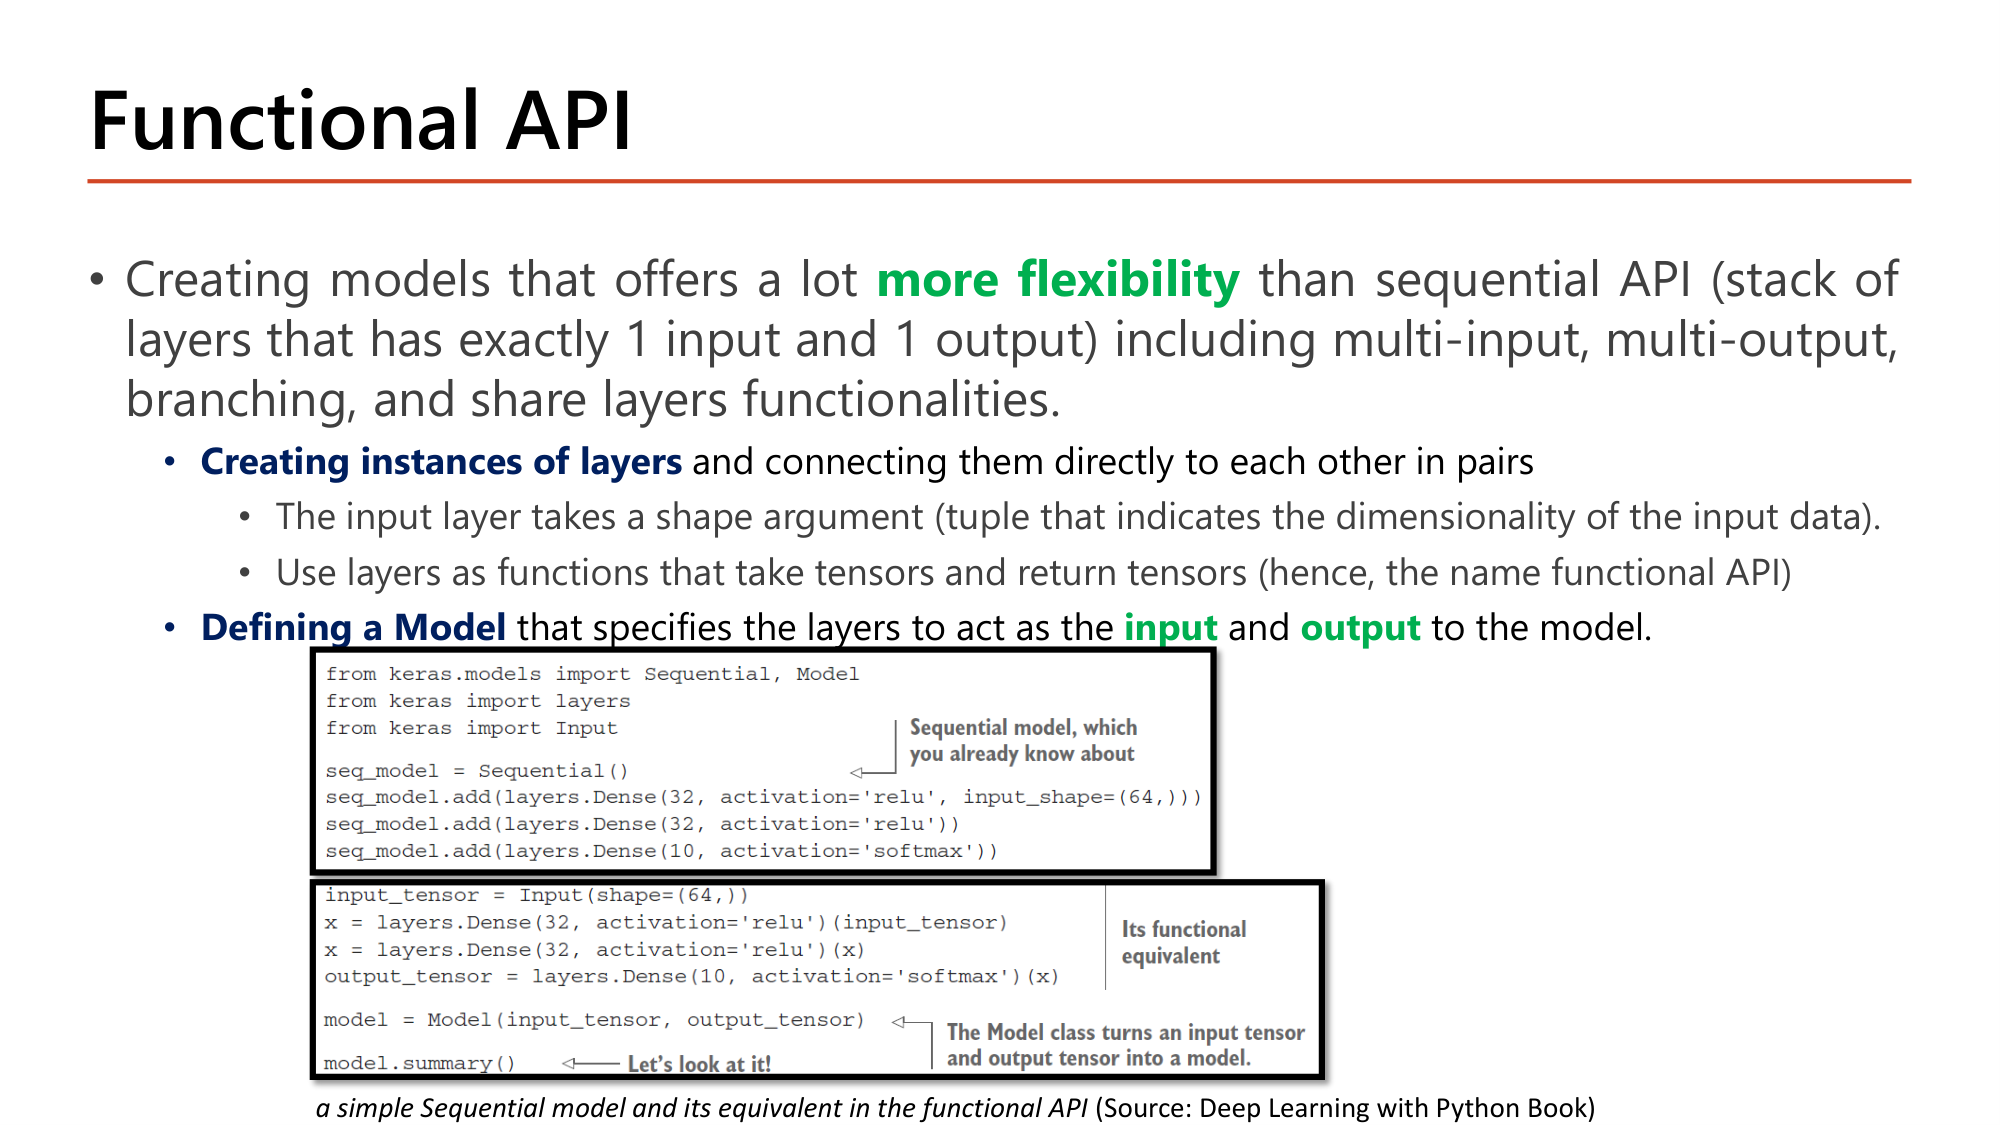 Functional API
• Creating models that offers a lot more flexibility than sequential API (stack of
layers that has exactly 1 input and 1 output) including multi-input, multi-output,
branching, and share layers functionalities.
• Creating instances of layers and connecting them directly to each other in pairs
• The input layer takes a shape argument (tuple that indicates the dimensionality of the input data).
• Use layers as functions that take tensors and return tensors (hence, the name functional API)
• Defining a Model that specifies the layers to act as the input and output to the model.
from keras.models import Sequential, Model
from keras import layers
from keras import Input
Sequential model, which
you already know about
seq_model = Sequential()
seq_model.add(layers.Dense(32, activation='relu', input_shape=(64,)))
seq_model.add(layers.Dense(32, activation='relu'))
seq_model.add(layers.Dense(10, activation='softmax'))
input_tensor = Input(shape=(64,))
x = layers.Dense(32, activation='relu')(input_tensor)
x = layers.Dense(32, activation='relu')(x)
output_tensor = layers.Dense(10, activation='softmax')(x)
Its functional
equivalent
model = Model(input_tensor, output_tensor)
The Model class turns an input tensor
and output tensor into a model.
model.summary()
Let's look at it!
a simple Sequential model and its equivalent in the functional API (Source: Deep Learning with Python Book)